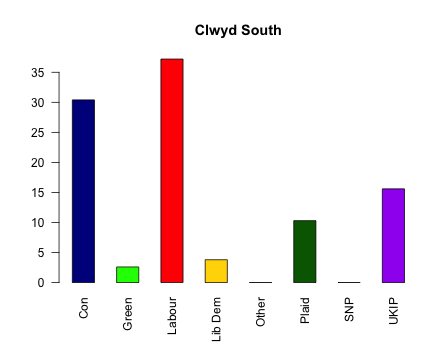 Clwyd South
35
30
25
20
15
10
5
0
Con
Green
Labour
Lib Dem
Other
Plaid
SNP
UKIP